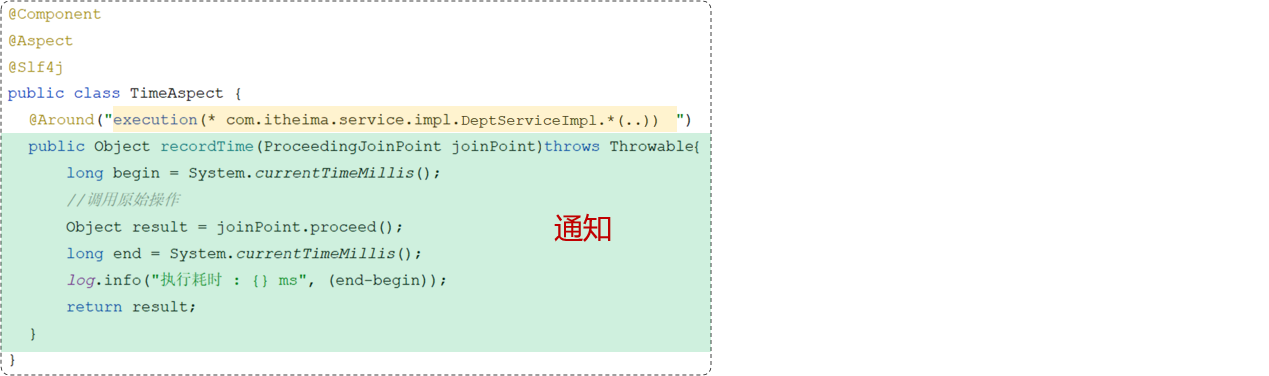 @Component
@Aspect
@Slf4j
public class TimeAspect {
@Around("execution(* com.itheima.service.impl.DeptServiceImpl.*(..)) ")
public Object recordTime(ProceedingJoinPoint joinPoint)throws Throwable{
long begin = System.currentTimeMillis();
//调用原始操作
Object result = joinPoint.proceed();
通知
long end = System.currentTimeMillis();
log.info("执行耗时 : {} ms", (end-begin));
return result;
}
}